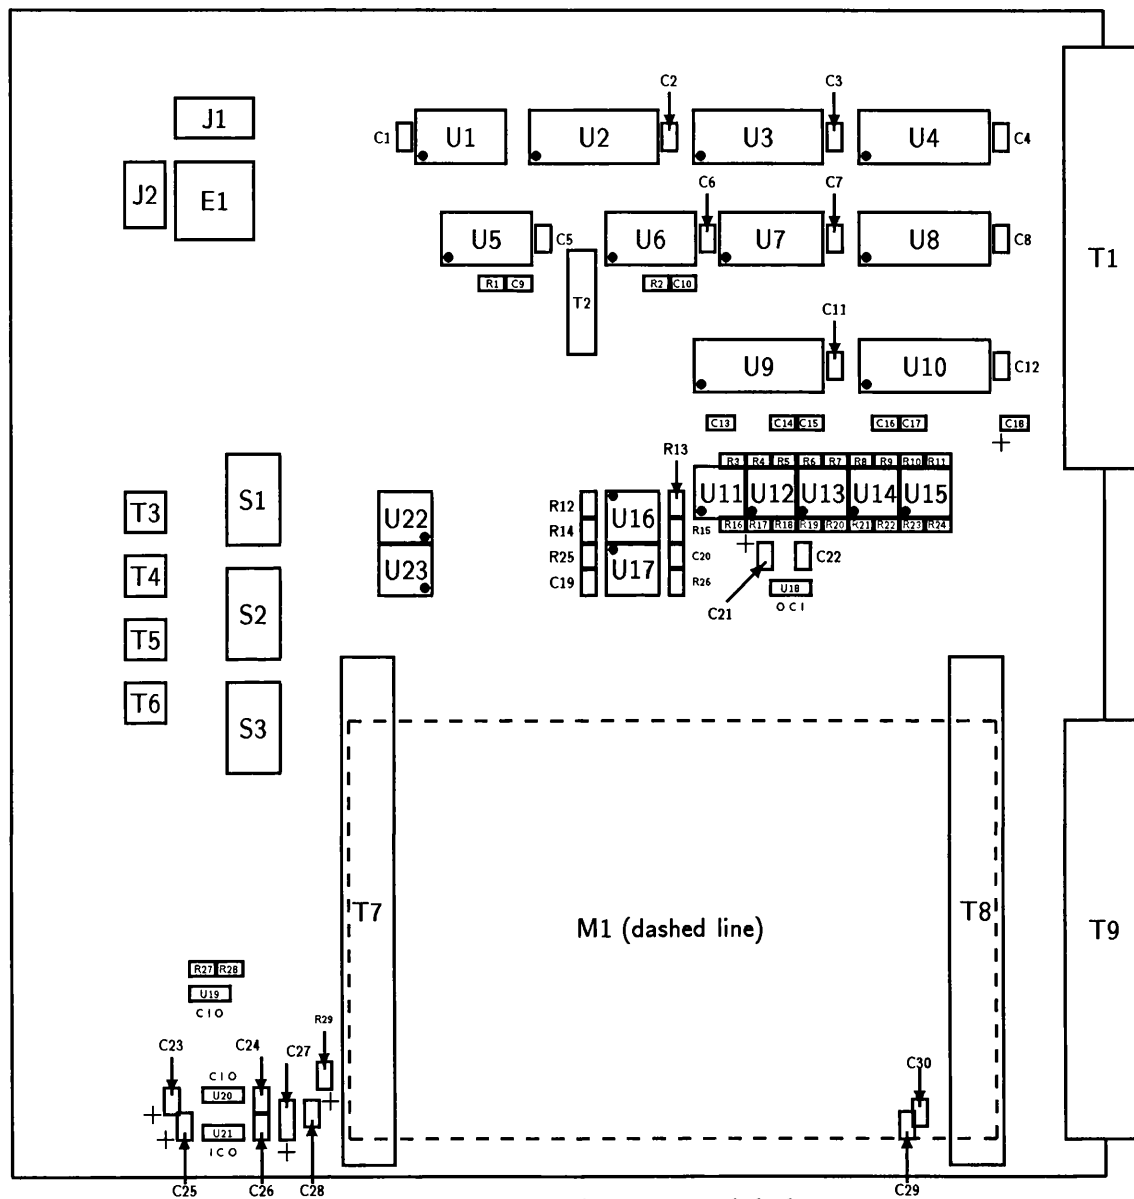 C2 C3
J1 C1 U1 U2 U3 U4 C4
J2 E1 C6 C7
U5 C5 U6 U7 U8 C8 T1
R1 C9 T2 R2 C10
C11
U9 U10 C12
C13 C14 C15 C16 C17 C18
R13 R3 R4 R5 R6 R7 R8 R9 R10 R11
T3 S1 U22 R12 U16 U11 U12 U13 U14 U15
R14 R15 R16 R17 R18 R19 R20 R21 R22 R23 R24
T4 U23 R25 U17 C20 C22
C19 R26 U18
S2 C21 O C I
T5
T6 S3
T7 M1 (dashed line) T8 T9
R27 R28
U19
C I O
R29
C23 C24 C27 C30
C I O
U20
U21
I C O
C25 C26 C28 C29